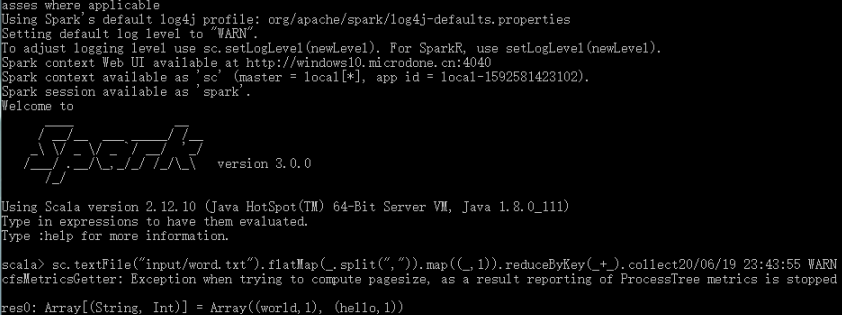 asses where applicable
Using Spark's default log4j profile: org/apache/spark/log4j-defaults.properties
Setting default log level to "WARN".
To adjust logging level use sc.setLogLevel(newLevel). For SparkR, use setLogLevel(newLevel).
Spark context Web UI available at http://windows10.microdone.cn:4040
Spark context available as 'sc' (master = local[*], app id = local-1592581423102).
Spark session available as 'spark'.
Welcome to
Spark version 3.0.0
Using Scala version 2.12.10 (Java HotSpot(TM) 64-Bit Server VM, Java 1.8.0_111)
Type in expressions to have them evaluated.
Type :help for more information.
scala> sc.textFile("input/word.txt").flatMap(_.split(",")).map((_,1)).reduceByKey(_+_).collect20/06/19 23:43:55 WARN
cfsMetricsGetter: Exception when trying to compute pagesize, as a result reporting of ProcessTree metrics is stopped
res0: Array[(String, Int)] = Array((world,1), (hello,1))